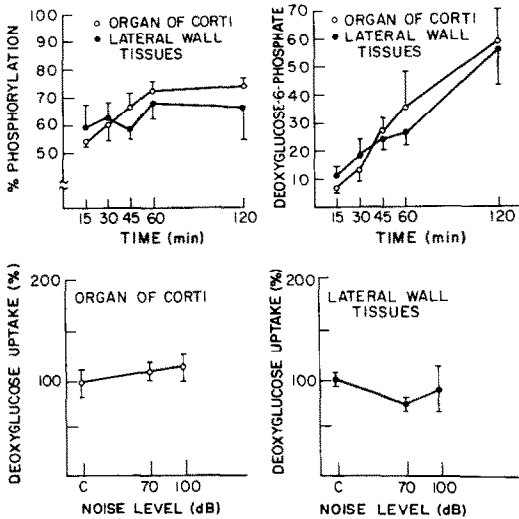 ORGAN OF CORTI
LATERAL WALL
TISSUES
% PHOSPHORYLATION
100
90
80
70
60
50
15 30 45 60 120
TIME (min)
ORGAN OF CORTI
LATERAL WALL
TISSUES
DEOXYGLUCOSE-6-PHOSPHATE
70
60
50
40
30
20
10
15 30 45 60 120
TIME (min)
ORGAN OF CORTI
DEOXYGLUCOSE UPTAKE (%)
200
100
C 70 100
NOISE LEVEL (dB)
LATERAL WALL
TISSUES
DEOXYGLUCOSE UPTAKE (%)
200
100
C 70 100
NOISE LEVEL (dB)